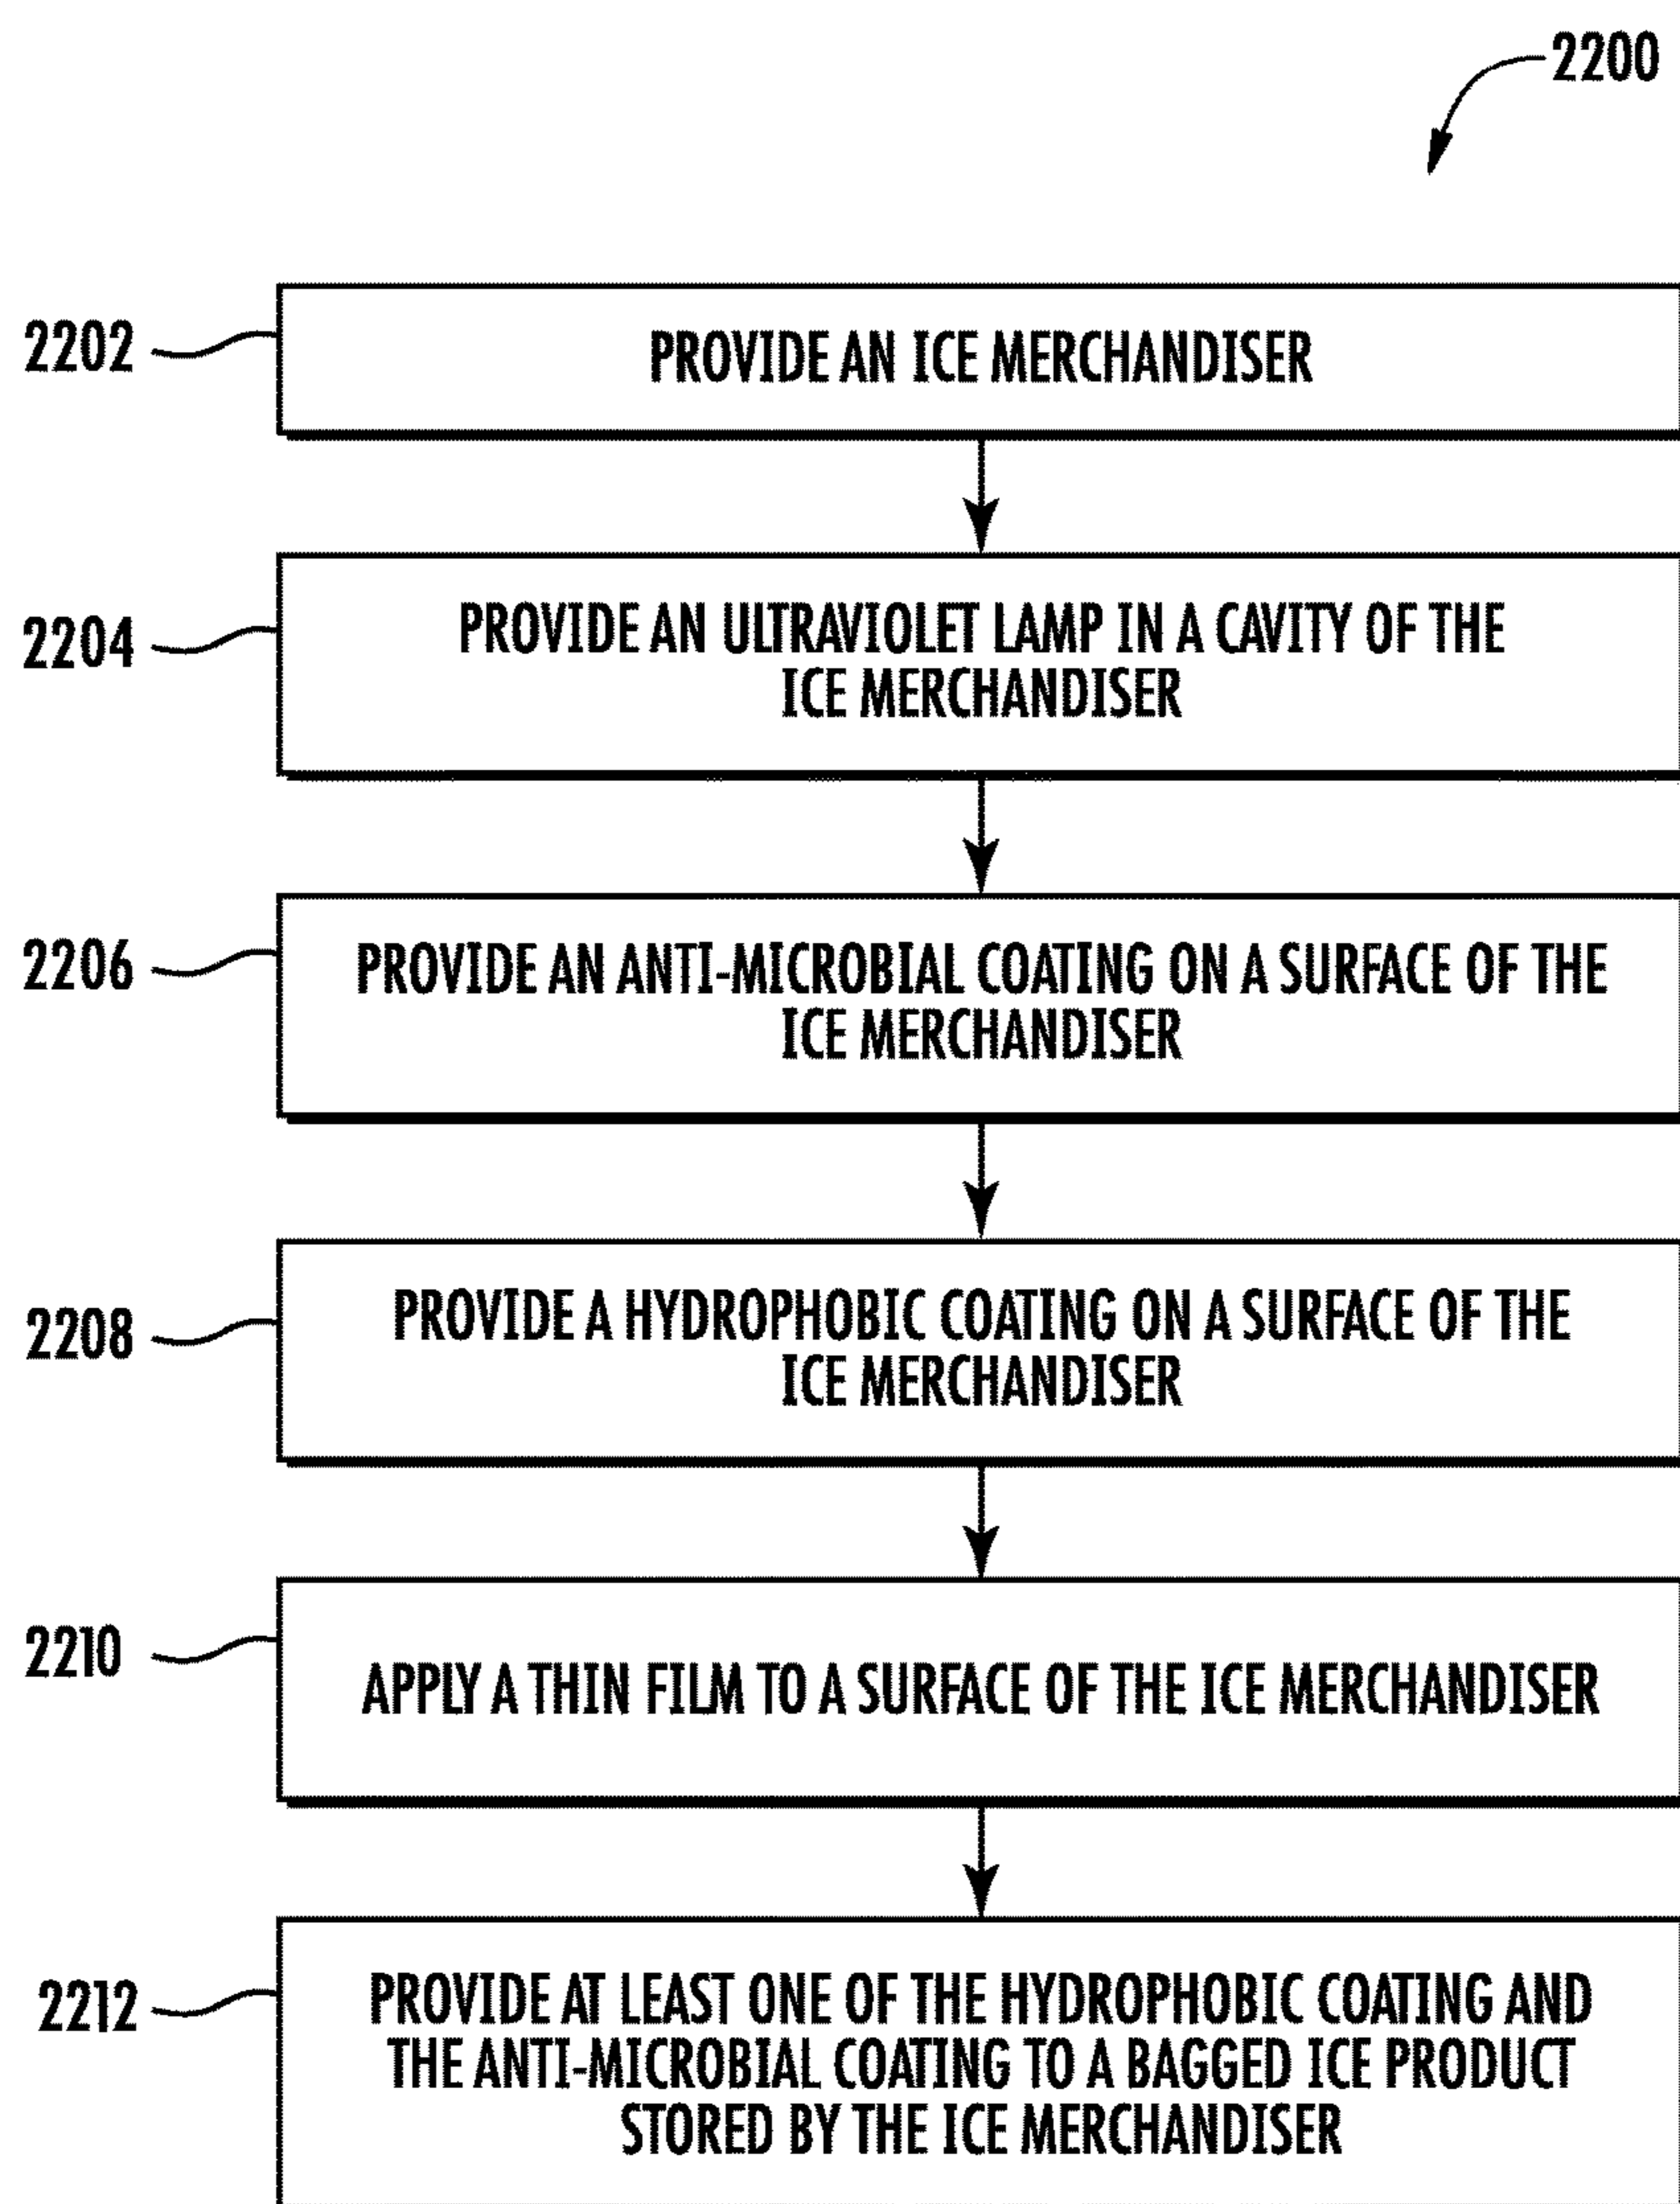 2200
2202
PROVIDE AN ICE MERCHANDISER
2204
PROVIDE AN ULTRAVIOLET LAMP IN A CAVITY OF THE
ICE MERCHANDISER
2206
PROVIDE AN ANTI-MICROBIAL COATING ON A SURFACE OF THE
ICE MERCHANDISER
2208
PROVIDE A HYDROPHOBIC COATING ON A SURFACE OF THE
ICE MERCHANDISER
2210
APPLY A THIN FILM TO A SURFACE OF THE ICE MERCHANDISER
2212
PROVIDE AT LEAST ONE OF THE HYDROPHOBIC COATING AND
THE ANTI-MICROBIAL COATING TO A BAGGED ICE PRODUCT
STORED BY THE ICE MERCHANDISER